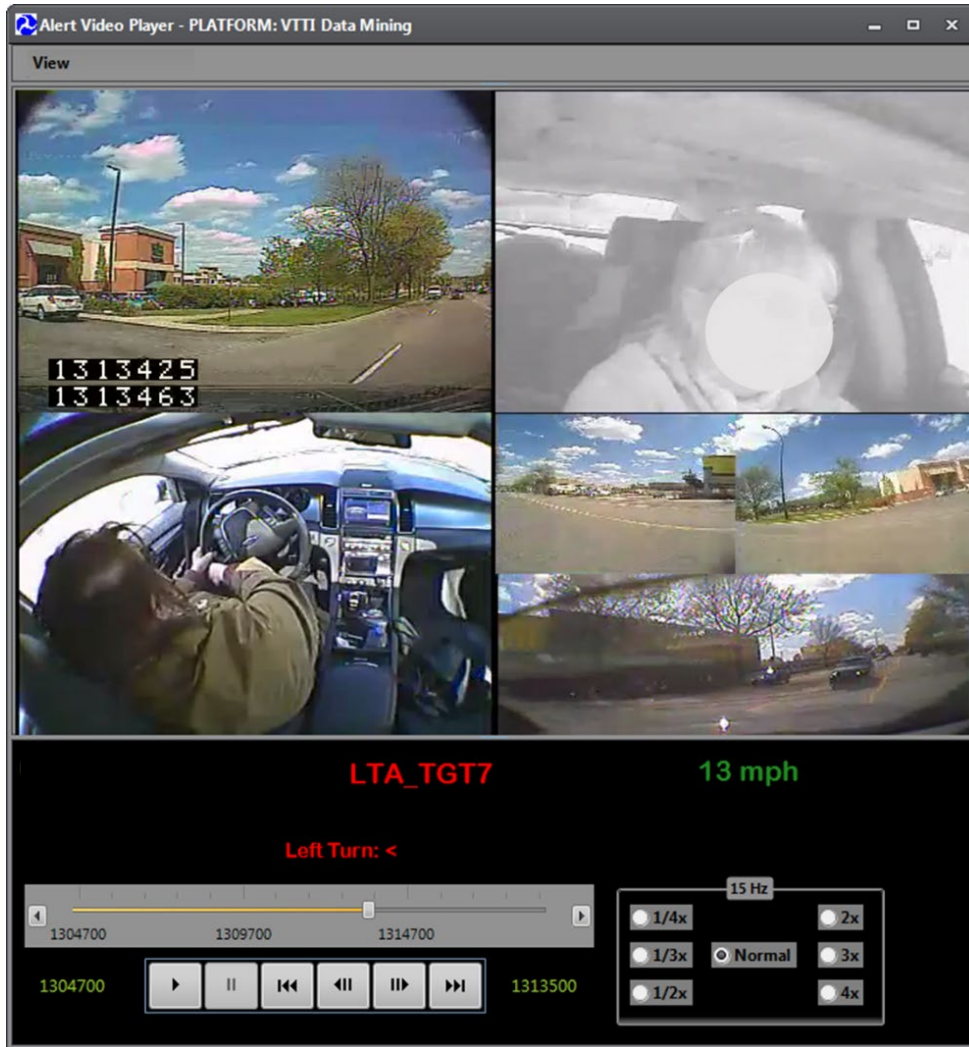 Alert Video Player - PLATFORM: VTTI Data Mining
View
1313425
1313463
LTA_TGT7
13 mph
Left Turn: <
15 Hz
1/4x
2x
1304700 1309700 1314700
1/3x
Normal
3x
1304700
1313500
1/2x
4x